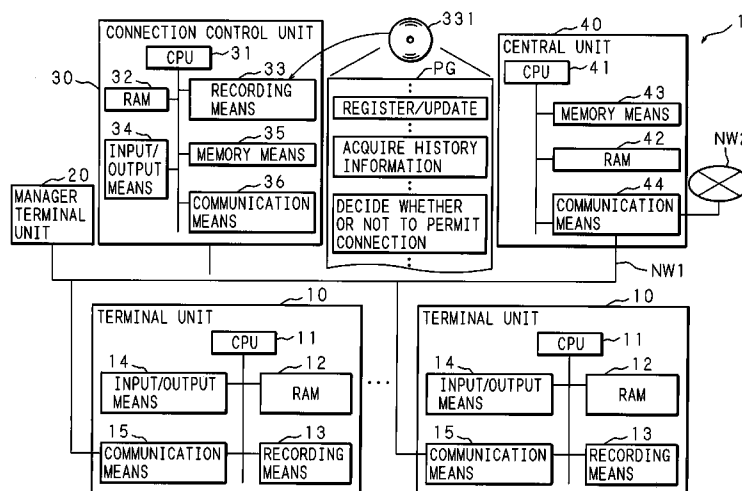 CONNECTION CONTROL UNIT
30
CPU
31
32
RAM
33
RECORDING
MEANS
34
INPUT/
OUTPUT
MEANS
35
MEMORY MEANS
36
COMMUNICATION
MEANS
20
MANAGER
TERMINAL
UNIT
331
PG
REGISTER/UPDATE
ACQUIRE HISTORY
INFORMATION
DECIDE WHETHER
OR NOT TO PERMIT
CONNECTION
40
CENTRAL UNIT
CPU
41
43
MEMORY MEANS
42
RAM
44
COMMUNICATION
MEANS
1
NW2
NW1
10
TERMINAL UNIT
CPU
11
14
INPUT/OUTPUT
MEANS
12
RAM
15
COMMUNICATION
MEANS
13
RECORDING
MEANS
...
10
TERMINAL UNIT
CPU
11
14
INPUT/OUTPUT
MEANS
12
RAM
15
COMMUNICATION
MEANS
13
RECORDING
MEANS